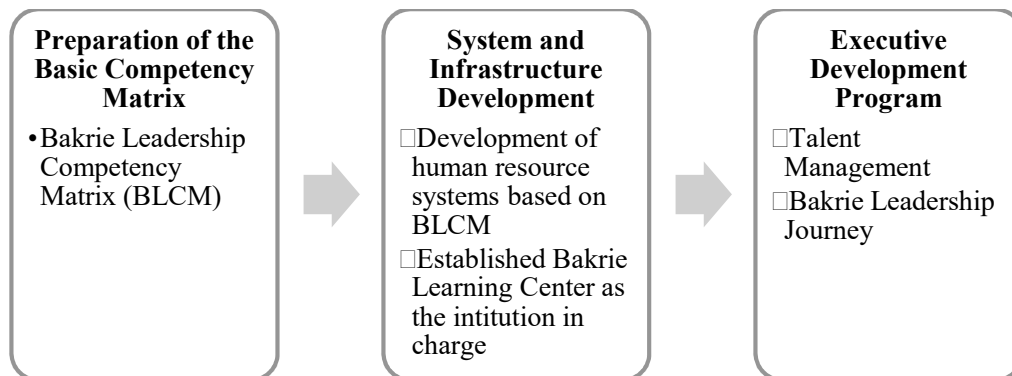 Preparation of the
Basic Competency
Matrix
•Bakrie Leadership
Competency
Matrix (BLCM)
System and
Infrastructure
Development
□Development of
human resource
systems based on
BLCM
□Established Bakrie
Learning Center as
the intitution in
charge
Executive
Development
Program
□Talent
Management
□Bakrie Leadership
Journey